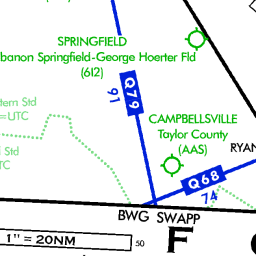 SPRINGFIELD
banon Springfield-George Hoerter Fld
(6I2)
Q79
91
CAMPBELLSVILLE
Taylor County
(AAS)
tern Std
=UTC
Std
TC
RYAN
Q68
74
BWG SWAPP
1" = 20NM
50
F